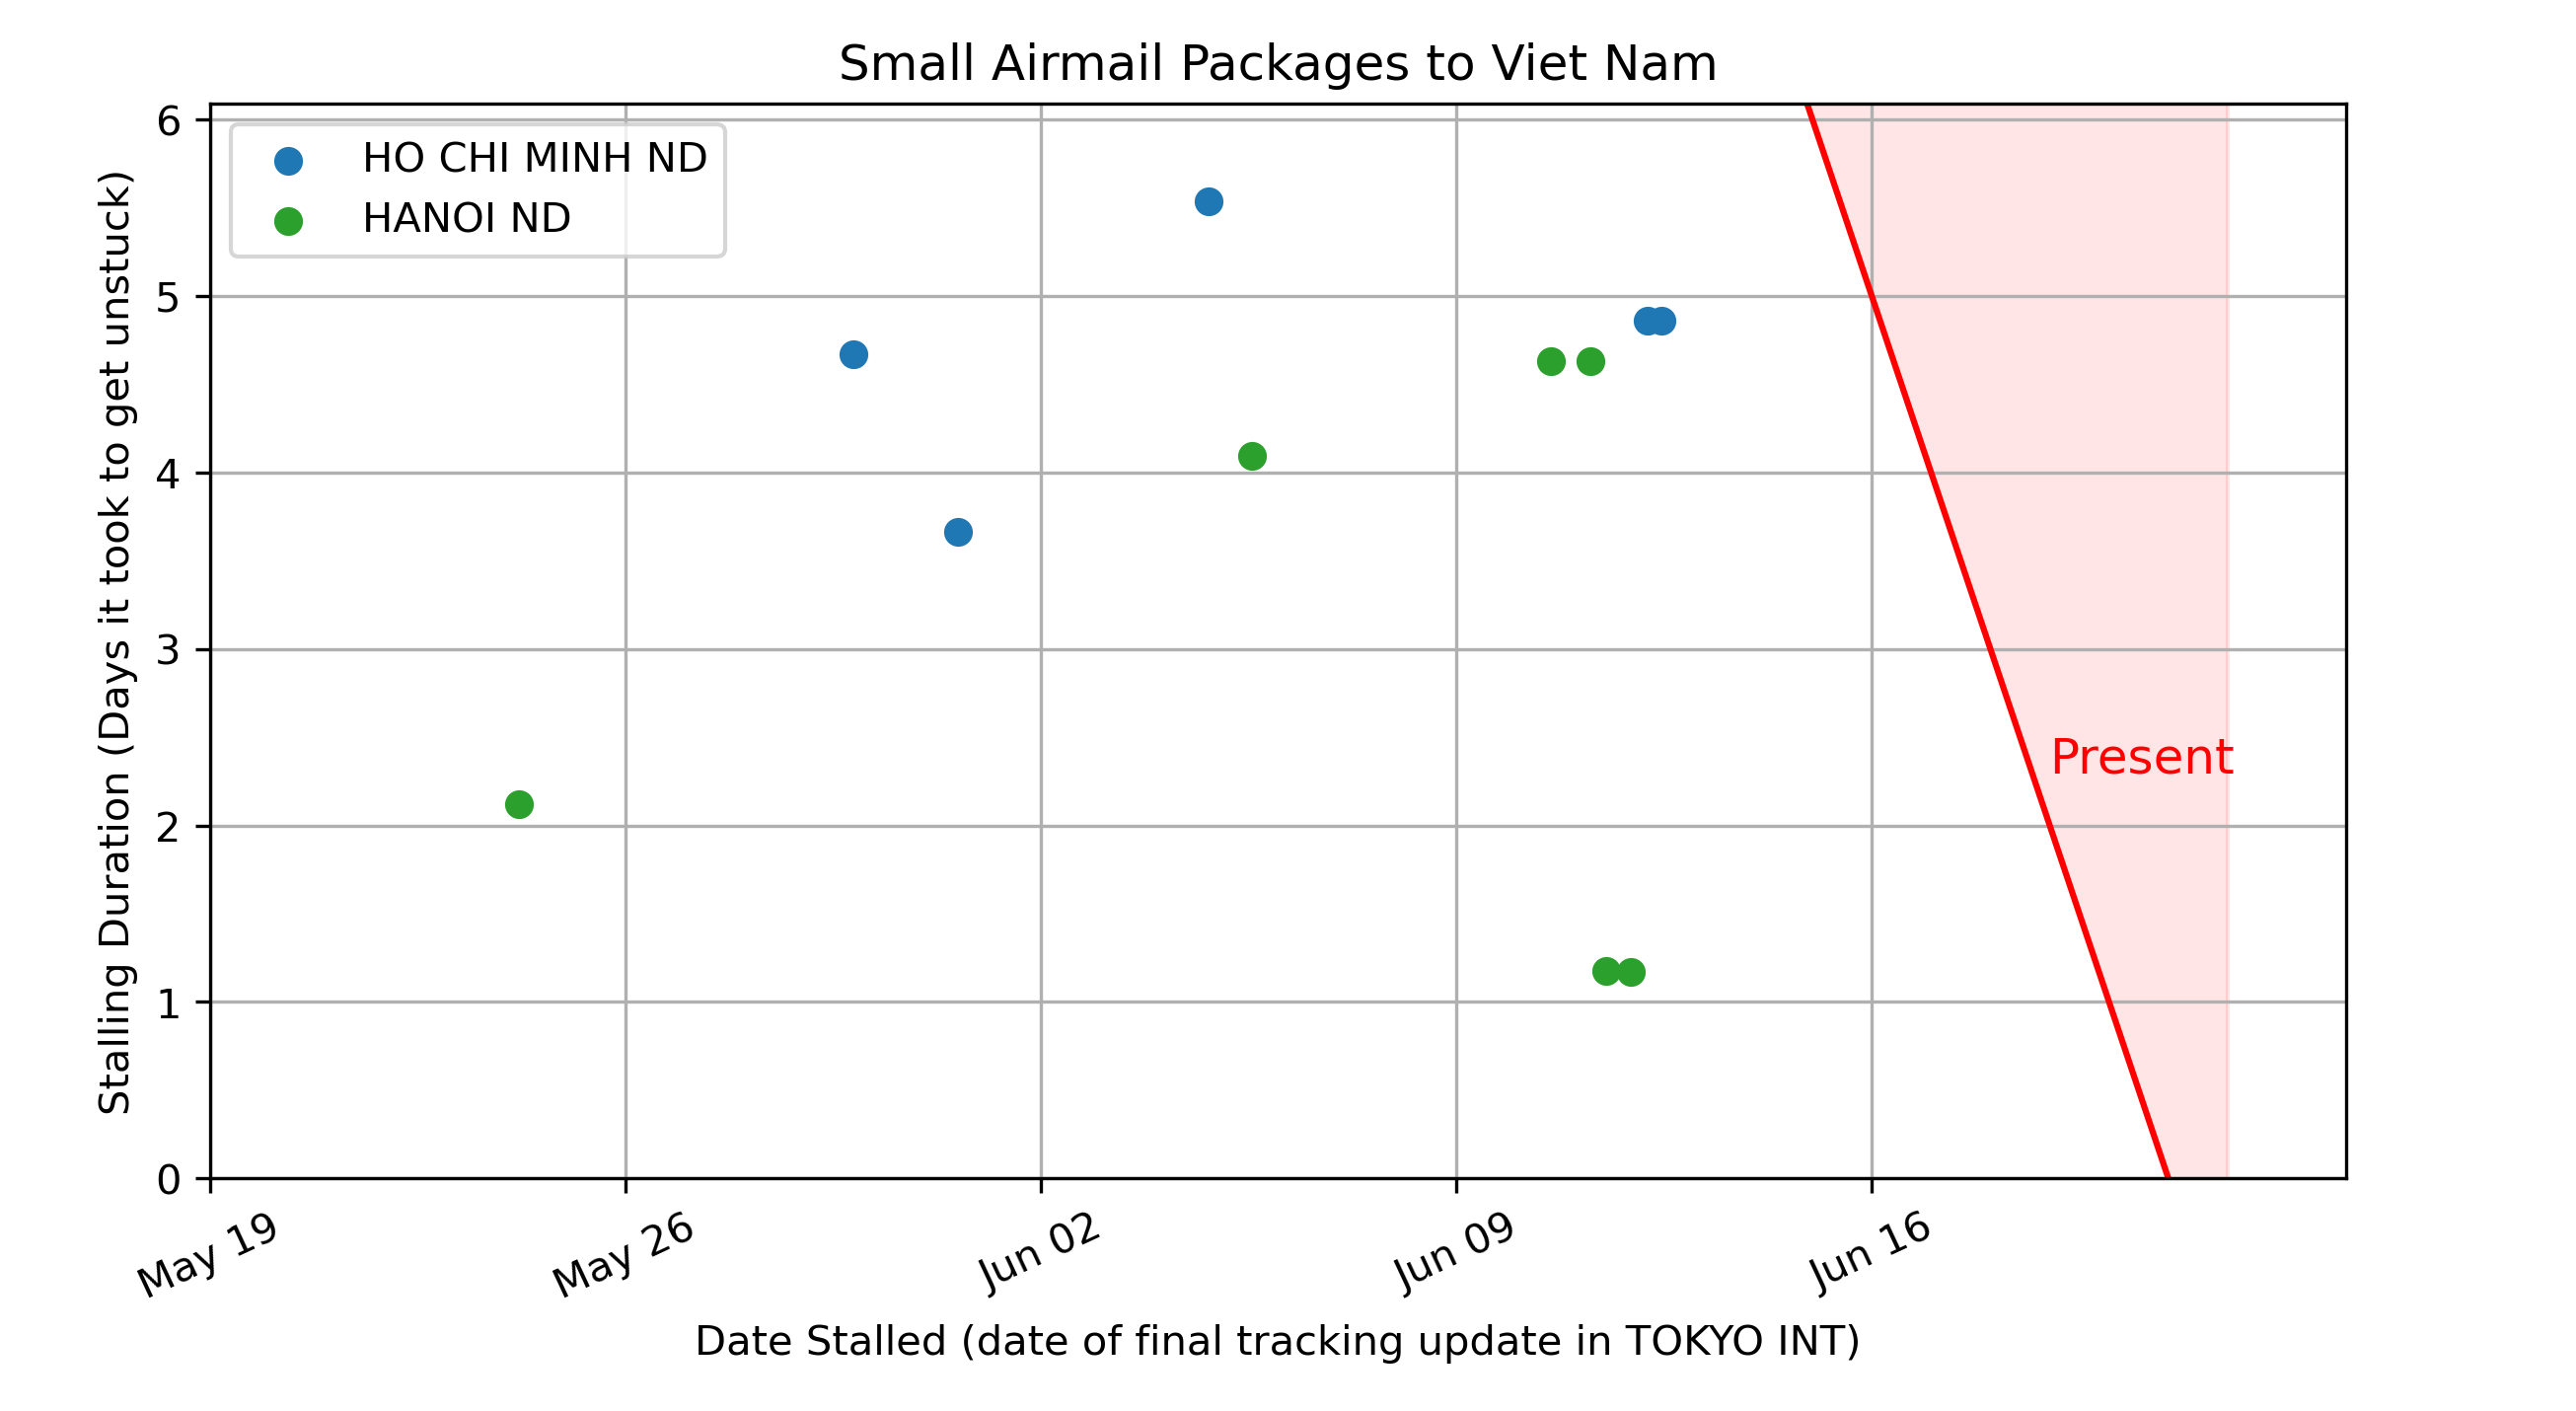 Small Airmail Packages to Viet Nam
HO CHI MINH ND
HANOI ND
Stalling Duration (Days it took to get unstuck)
6
5
4
3
2
1
0
Present
May 19
May 26
Jun 02
Jun 09
Jun 16
Date Stalled (date of final tracking update in TOKYO INT)